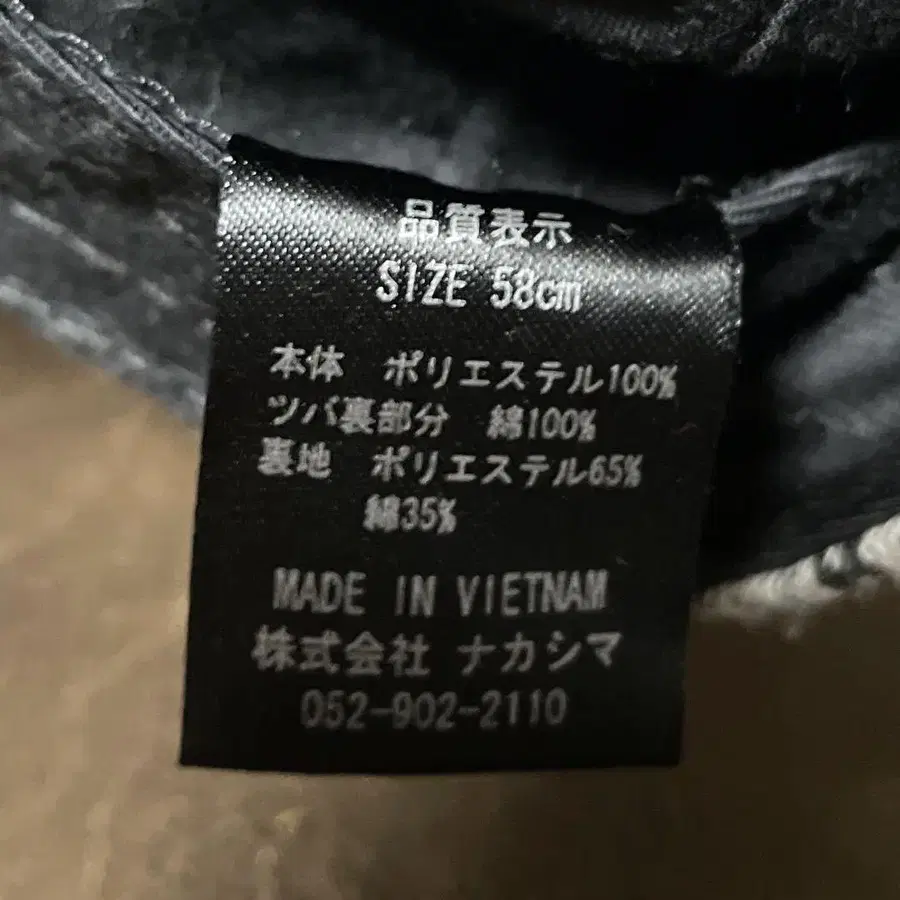 品質表示
SIZE 58cm
本体 ポリエステル100%
ツバ裏部分 綿100%
裏地 ポリエステル65%
綿35%
MADE IN VIETNAM
株式会社 ナカシマ
052-902-2110